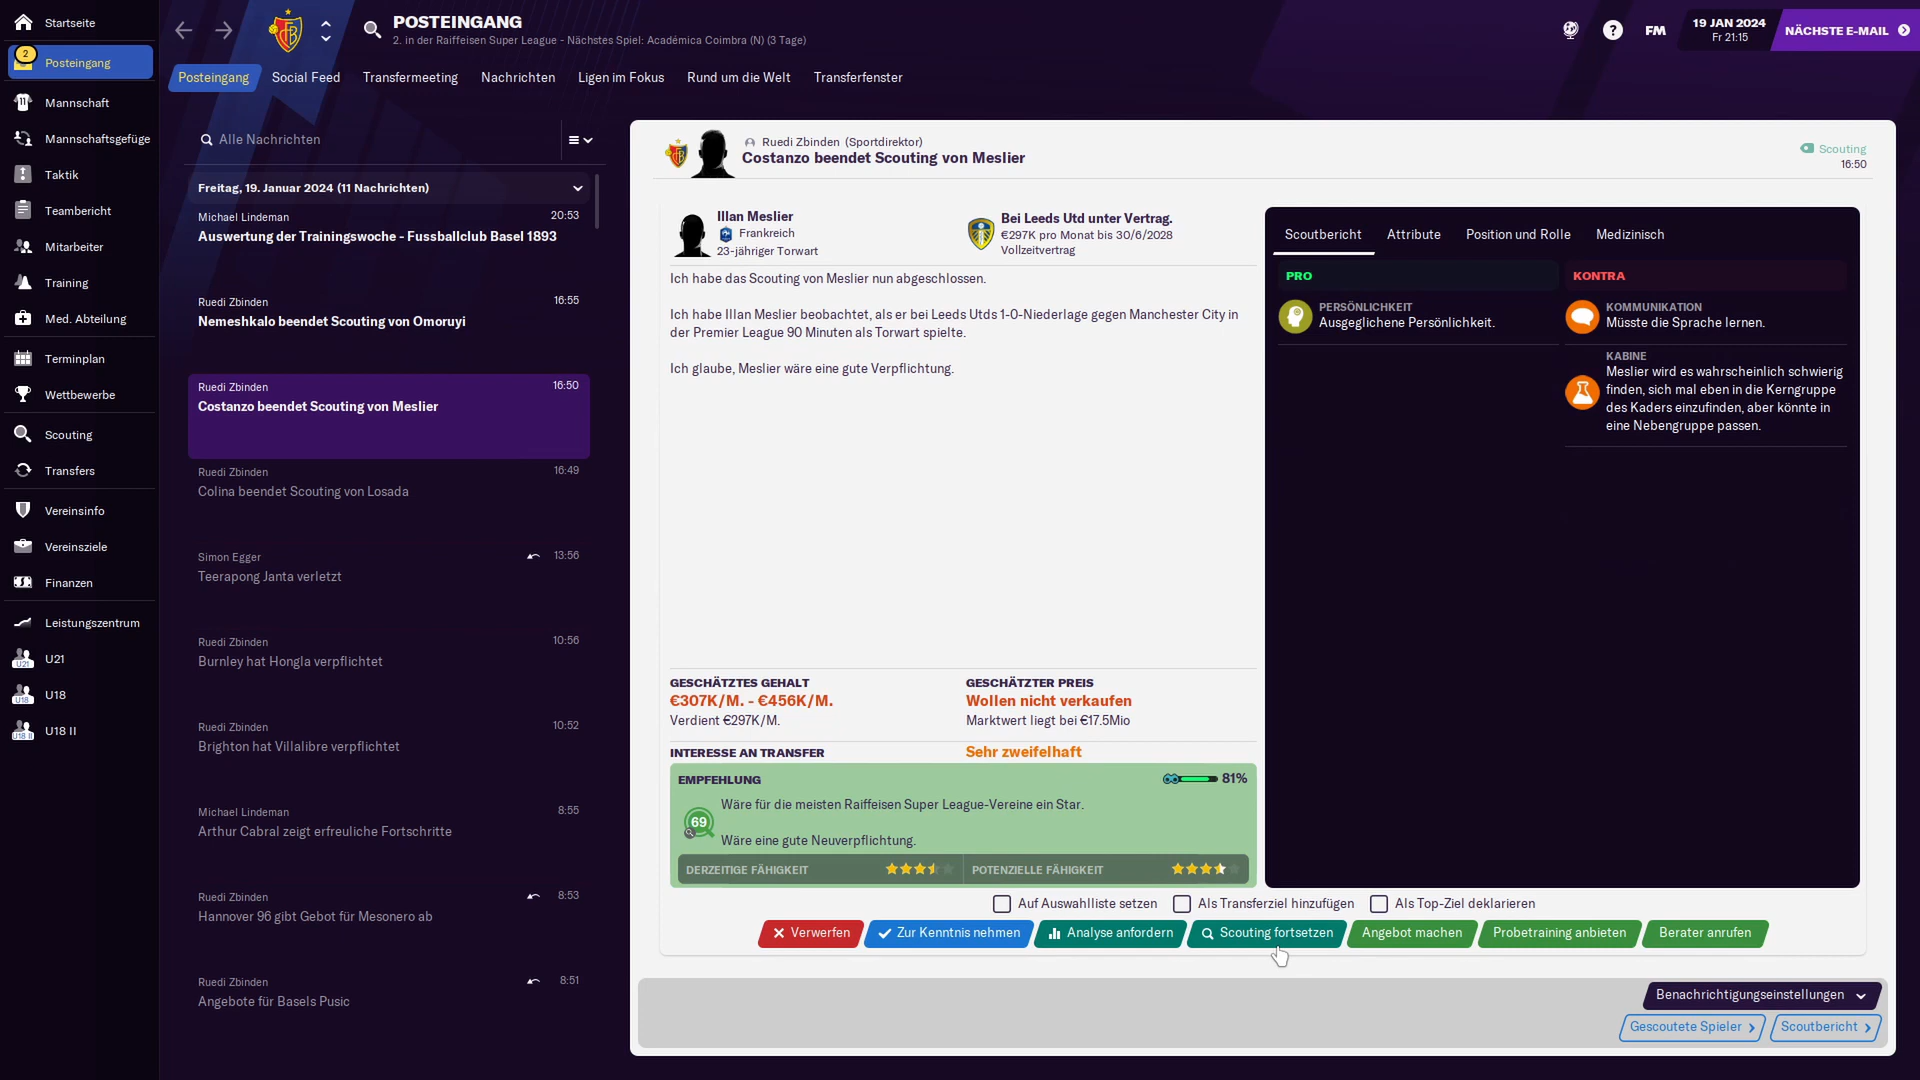 Startseite
2
Posteingang
Mannschaft
Mannschaftsgefüge
Taktik
Teambericht
Mitarbeiter
Training
Med. Abteilung
Terminplan
Wettbewerbe
Scouting
Transfers
Vereinsinfo
Vereinsziele
Finanzen
Leistungszentrum
U21
U21
U18
U18
U18 II
U18 II
POSTEINGANG
2. in der Raiffeisen Super League - Nächstes Spiel: Académica Coimbra (N) (3 Tage)
FM
19 JAN 2024
Fr 21:15
NÄCHSTE E-MAIL
Posteingang
Social Feed
Transfermeeting
Nachrichten
Ligen im Fokus
Rund um die Welt
Transferfenster
Alle Nachrichten
Freitag, 19. Januar 2024 (11 Nachrichten)
Michael Lindeman 20:53
Auswertung der Trainingswoche - Fussballclub Basel 1893
Ruedi Zbinden 16:55
Nemeshkalo beendet Scouting von Omoruyi
Ruedi Zbinden 16:50
Costanzo beendet Scouting von Meslier
Ruedi Zbinden 16:49
Colina beendet Scouting von Losada
Simon Egger 13:56
Teerapong Janta verletzt
Ruedi Zbinden 10:56
Burnley hat Hongla verpflichtet
Ruedi Zbinden 10:52
Brighton hat Villalibre verpflichtet
Michael Lindeman 8:55
Arthur Cabral zeigt erfreuliche Fortschritte
Ruedi Zbinden 8:53
Hannover 96 gibt Gebot für Mesonero ab
Ruedi Zbinden 8:51
Angebote für Basels Pusic
Ruedi Zbinden (Sportdirektor)
Costanzo beendet Scouting von Meslier
Scouting
16:50
Illan Meslier
Frankreich
23-jähriger Torwart
Bei Leeds Utd unter Vertrag.
€297K pro Monat bis 30/6/2028
Vollzeitvertrag
Ich habe das Scouting von Meslier nun abgeschlossen.
Ich habe Illan Meslier beobachtet, als er bei Leeds Utds 1-0-Niederlage gegen Manchester City in
der Premier League 90 Minuten als Torwart spielte.
Ich glaube, Meslier wäre eine gute Verpflichtung.
GESCHÄTZTES GEHALT
€307K/M. - €456K/M.
Verdient €297K/M.
GESCHÄTZTER PREIS
Wollen nicht verkaufen
Marktwert liegt bei €17.5Mio
INTERESSE AN TRANSFER
Sehr zweifelhaft
EMPFEHLUNG
81%
69
Wäre für die meisten Raiffeisen Super League-Vereine ein Star.
Wäre eine gute Neuverpflichtung.
DERZEITIGE FÄHIGKEIT
POTENZIELLE FÄHIGKEIT
Scoutbericht
Attribute
Position und Rolle
Medizinisch
PRO
PERSÖNLICHKEIT
Ausgeglichene Persönlichkeit.
KONTRA
KOMMUNIKATION
Müsste die Sprache lernen.
KABINE
Meslier wird es wahrscheinlich schwierig
finden, sich mal eben in die Kerngruppe
des Kaders einzufinden, aber könnte in
eine Nebengruppe passen.
Auf Auswahlliste setzen
Als Transferziel hinzufügen
Als Top-Ziel deklarieren
Verwerfen
Zur Kenntnis nehmen
Analyse anfordern
Scouting fortsetzen
Angebot machen
Probetraining anbieten
Berater anrufen
Benachrichtigungseinstellungen
Gescoutete Spieler
Scoutbericht